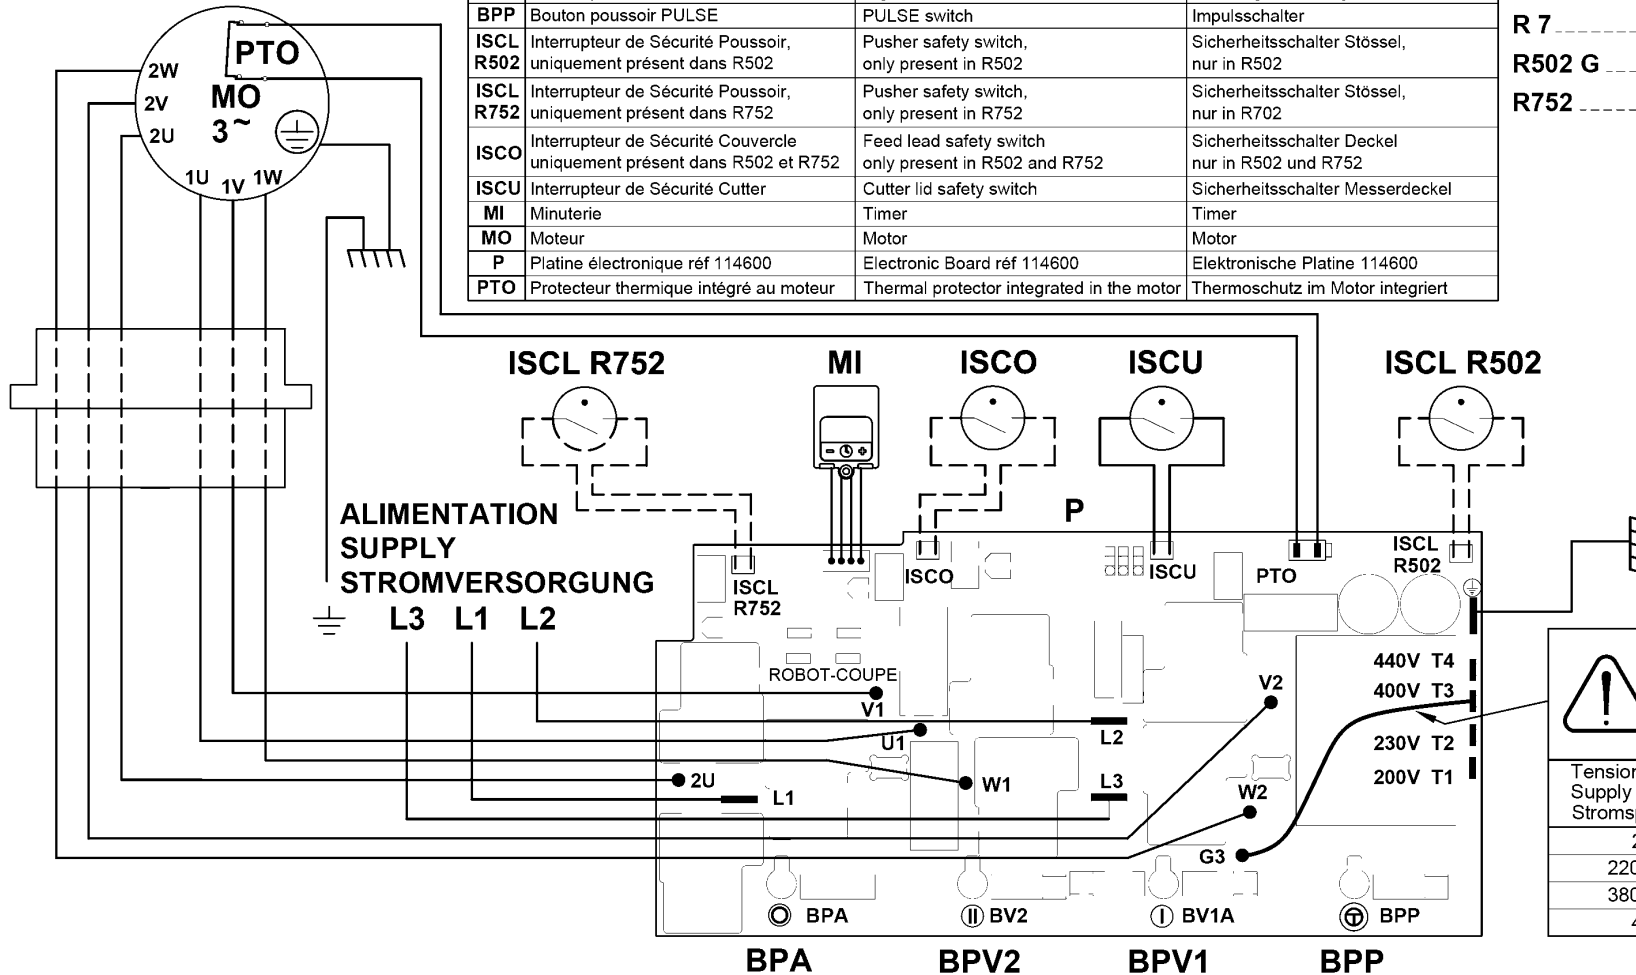 BPP Bouton poussoir PULSE PULSE switch Impulsschalter
ISCL R502 Interrupteur de Sécurité Poussoir, Pusher safety switch, Sicherheitsschalter Stössel,
uniquement présent dans R502 only present in R502 nur in R502
ISCL R752 Interrupteur de Sécurité Poussoir, Pusher safety switch, Sicherheitsschalter Stössel,
uniquement présent dans R752 only present in R752 nur in R702
ISCO Interrupteur de Sécurité Couvercle Feed lead safety switch Sicherheitsschalter Deckel
uniquement présent dans R502 et R752 only present in R502 and R752 nur in R502 und R752
ISCU Interrupteur de Sécurité Cutter Cutter lid safety switch Sicherheitsschalter Messerdeckel
MI Minuterie Timer Timer
MO Moteur Motor Motor
P Platine électronique réf 114600 Electronic Board réf 114600 Elektronische Platine 114600
PTO Protecteur thermique intégré au moteur Thermal protector integrated in the motor Thermoschutz im Motor integriert
R 7
R502 G
R752
PTO
2W
MO
2V
3~
2U
1U 1V 1W
ISCL R752 MI ISCO ISCU ISCL R502
- +
ALIMENTATION
SUPPLY
STROMVERSORGUNG
L3 L1 L2
P
ISCL
R752
ISCO
ISCU
PTO
ISCL
R502
ROBOT-COUPE
V1
U1
2U
L1
W1
L2
L3
V2
W2
G3
440V T4
400V T3
230V T2
200V T1
!
Supply
220
380
BPA
II BV2
I BV1A
BPP
BPA BPV2 BPV1 BPP